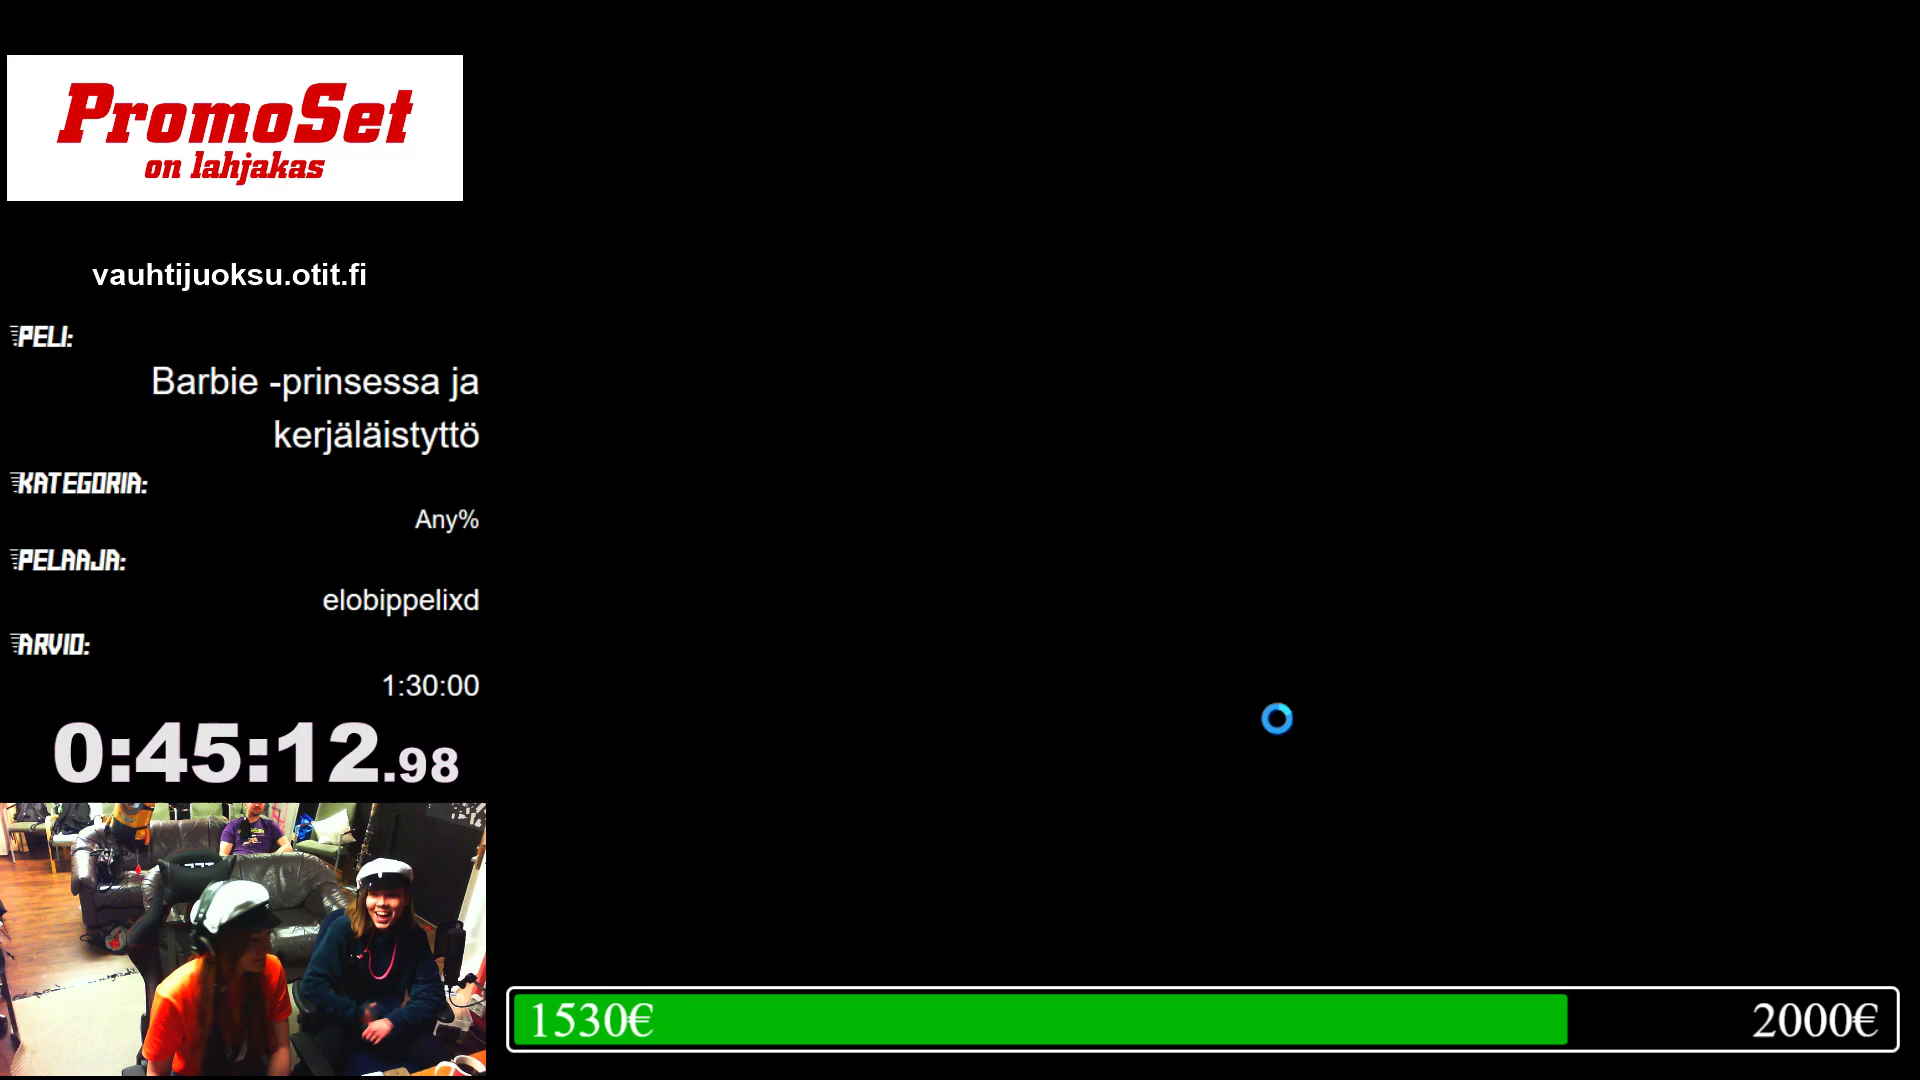 PromoSet
on lahjakas
vauhtijuoksu.otit.fi
PELI:
Barbie -prinsessa ja
kerjäläistyttö
KATEGORIA:
Any%
PELAAJA:
elobippelixd
ARVIO:
1:30:00
0:45:12.98
1530€
2000€